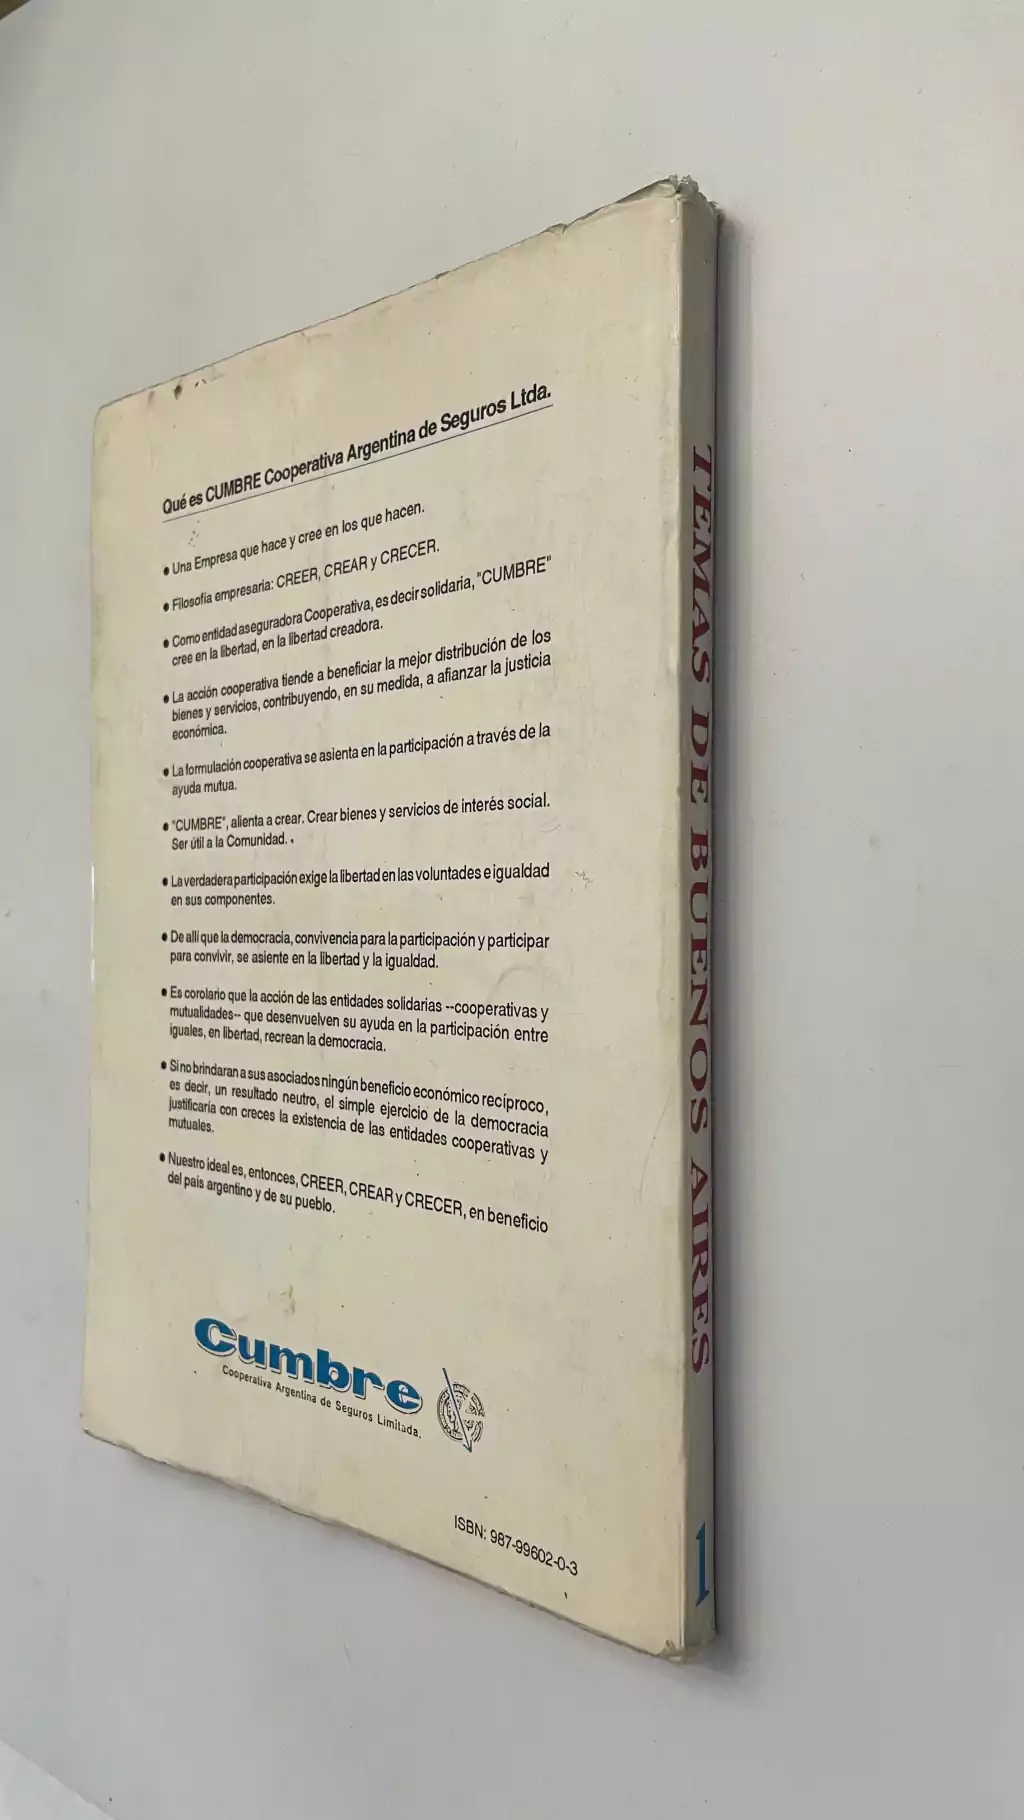 Qué es CUMBRE Cooperativa Argentina de Seguros Ltda.
• Una Empresa que hace y cree en los que hacen.
• Filosofía empresaria: CREER, CREAR y CRECER.
• Como entidad aseguradora Cooperativa, es decir solidaria, "CUMBRE"
cree en la libertad, en la libertad creadora.
• La acción cooperativa tiende a beneficiar la mejor distribución de los
bienes y servicios, contribuyendo, en su medida, a afianzar la justicia
económica.
• La formulación cooperativa se asienta en la participación a través de la
ayuda mutua.
• "CUMBRE", alienta a crear. Crear bienes y servicios de interés social.
Ser útil a la Comunidad. .
• La verdadera participación exige la libertad en las voluntades e igualdad
en sus componentes.
• De allí que la democracia, convivencia para la participación y participar
para convivir, se asiente en la libertad y la igualdad.
• Es corolario que la acción de las entidades solidarias --cooperativas y
mutualidades-- que desenvuelven su ayuda en la participación entre
iguales, en libertad, recrean la democracia.
• Si no brindaran a sus asociados ningún beneficio económico recíproco,
es decir, un resultado neutro, el simple ejercicio de la democracia
justificaría con creces la existencia de las entidades cooperativas y
mutuales.
• Nuestro ideal es, entonces, CREER, CREAR y CRECER, en beneficio
del país argentino y de su pueblo.
Cumbre
Cooperativa Argentina de Seguros Limitada.
ISBN: 987-99602-0-3
TEMAS DE BUENOS AIRES
1